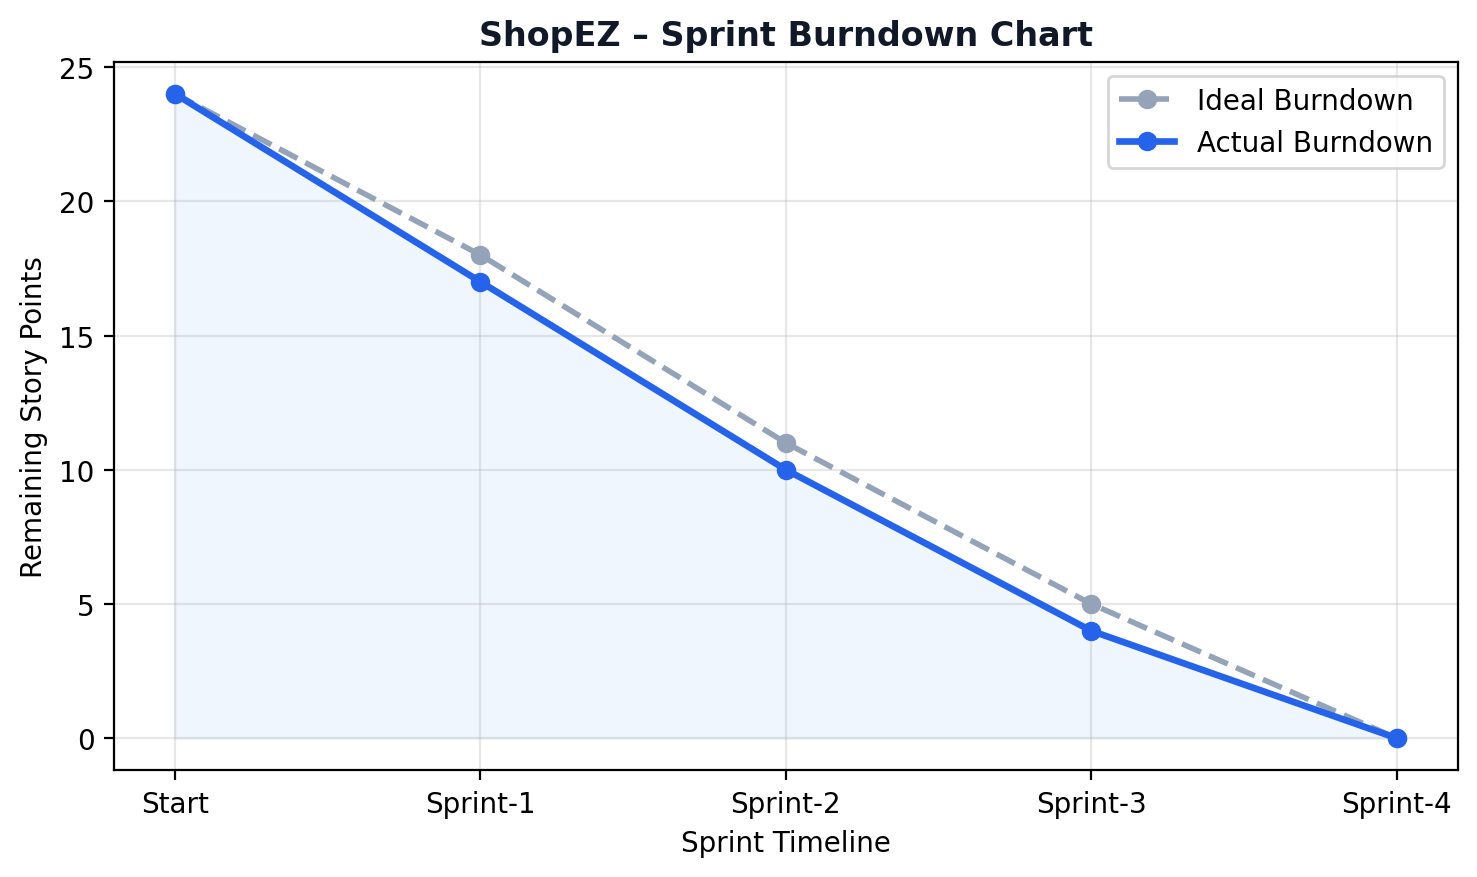 ShopEZ – Sprint Burndown Chart
Ideal Burndown
Actual Burndown
Remaining Story Points
25
20
15
10
5
0
Start Sprint-1 Sprint-2 Sprint-3 Sprint-4
Sprint Timeline